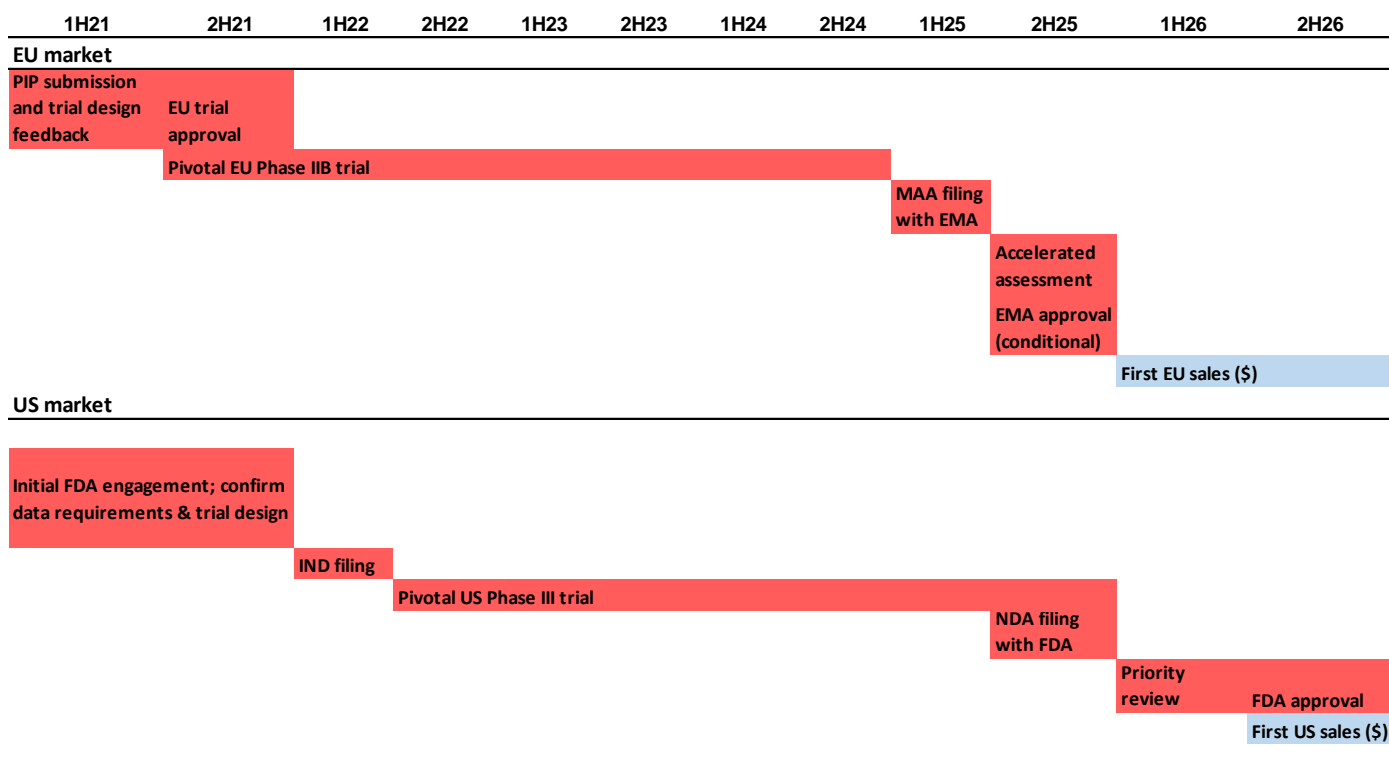 1H21 2H21 1H22 2H22 1H23 2H23 1H24 2H24 1H25 2H25 1H26 2H26
EU market
PIP submission
and trial design
feedback
EU trial
approval
Pivotal EU Phase IIB trial
MAA filing
with EMA
Accelerated
assessment
EMA approval
(conditional)
First EU sales ($)
US market
Initial FDA engagement; confirm
data requirements & trial design
IND filing
Pivotal US Phase III trial
NDA filing
with FDA
Priority
review
FDA approval
First US sales ($)